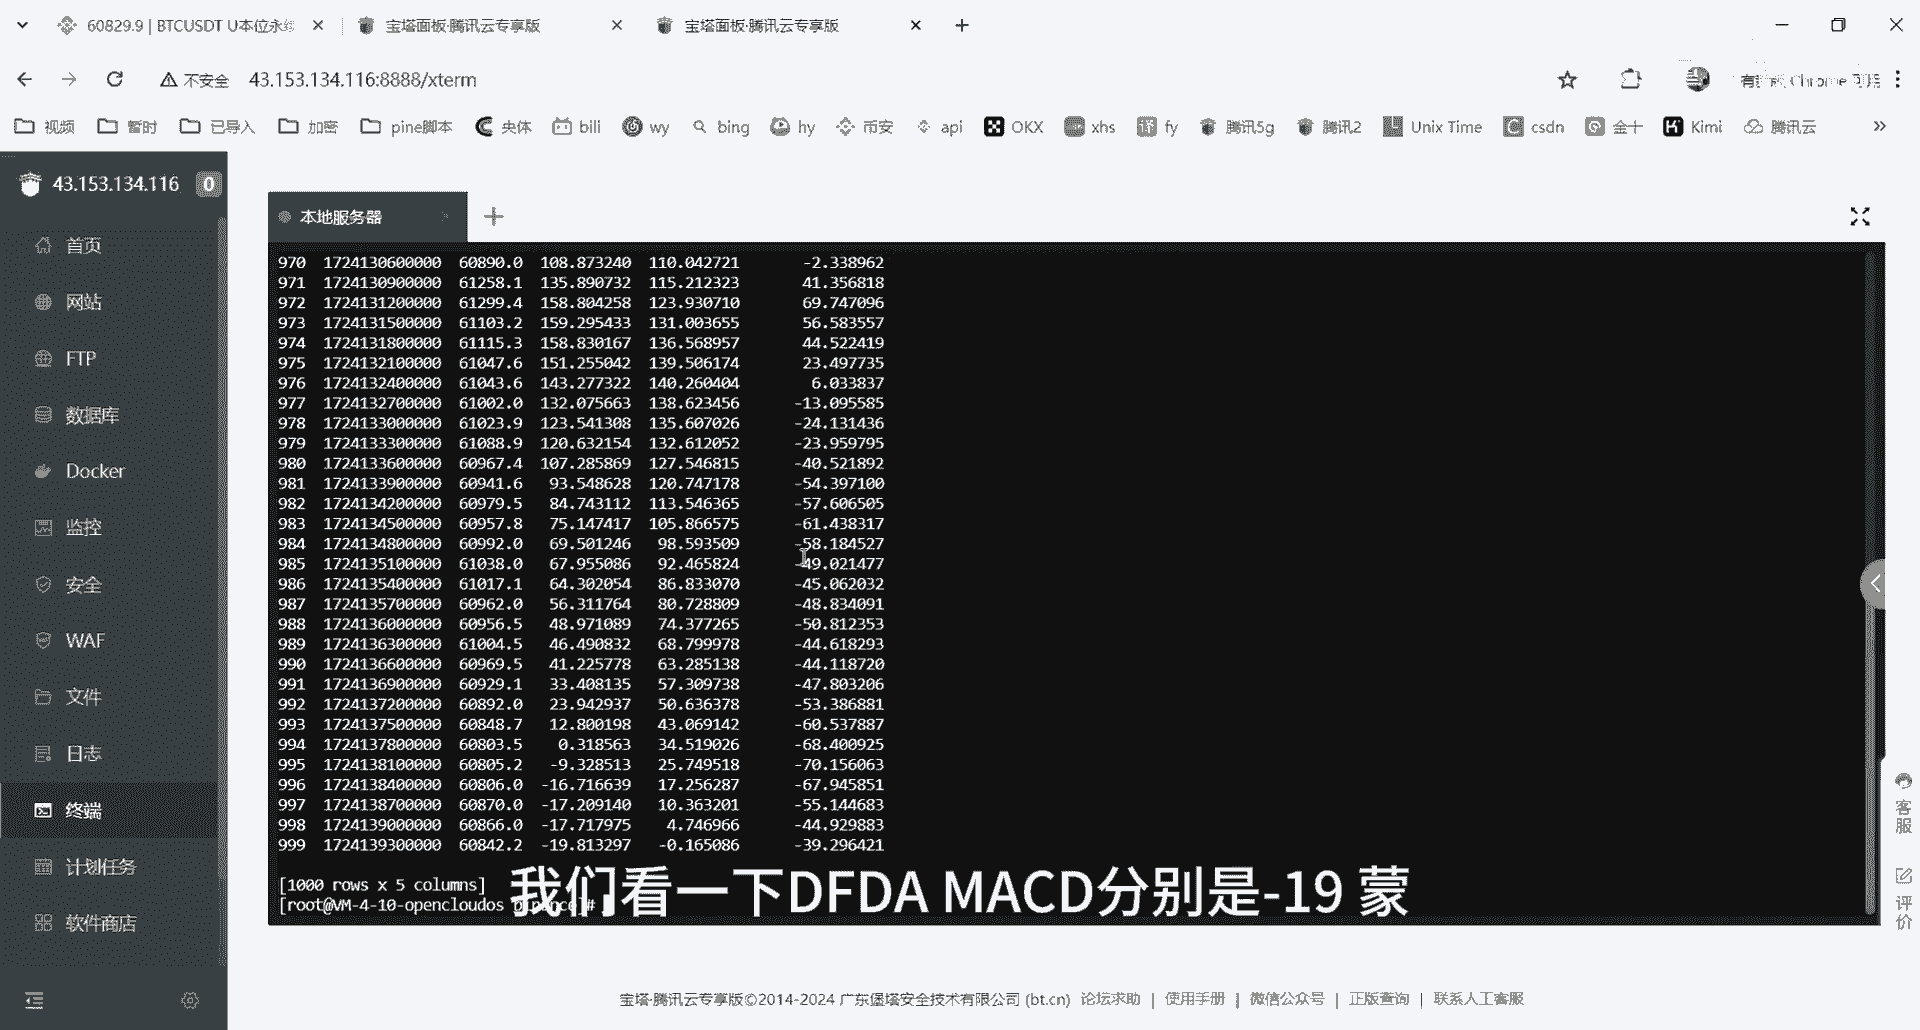 60829.9 | BTCUSDT U本位永续
宝塔面板·腾讯云专享版
宝塔面板·腾讯云专享版
不安全 43.153.134.116:8888/xterm
视频 暂时 已导入 加密 pine脚本 央体 bili wy bing hy 币安 api OKX xhs fy 腾讯5g 腾讯2 Unix Time csdn 金十 Kimi 腾讯云
43.153.134.116 0
首页
网站
FTP
数据库
Docker
监控
安全
WAF
文件
日志
终端
计划任务
软件商店
本地服务器
970 1724130600000 60890.0 108.873240 110.042721 -2.338962
971 1724130900000 61258.1 135.890732 115.212323 41.356818
972 1724131200000 61299.4 158.804258 123.930710 69.747096
973 1724131500000 61103.2 159.295433 131.003655 56.583557
974 1724131800000 61115.3 158.830167 136.568957 44.522419
975 1724132100000 61047.6 151.255042 139.506174 23.497735
976 1724132400000 61043.6 143.277322 140.260404 6.033837
977 1724132700000 61002.0 132.075663 138.623456 -13.095585
978 1724133000000 61023.9 123.541308 135.607026 -24.131436
979 1724133300000 61088.9 120.632154 132.612052 -23.959795
980 1724133600000 60967.4 107.285869 127.546815 -40.521892
981 1724133900000 60941.6 93.548628 120.747178 -54.397100
982 1724134200000 60979.5 84.743112 113.546365 -57.606505
983 1724134500000 60957.8 75.147417 105.866575 -61.438317
984 1724134800000 60992.0 69.501246 98.593509 -58.184527
985 1724135100000 61038.0 67.955086 92.465824 -49.021477
986 1724135400000 61017.1 64.302054 86.833070 -45.062032
987 1724135700000 60962.0 56.311764 80.728809 -48.834091
988 1724136000000 60956.5 48.971089 74.377265 -50.812353
989 1724136300000 61004.5 46.490832 68.799978 -44.618293
990 1724136600000 60969.5 41.225778 63.285138 -44.118720
991 1724136900000 60929.1 33.408135 57.309738 -47.803206
992 1724137200000 60892.0 23.942937 50.636378 -53.386881
993 1724137500000 60848.7 12.800198 43.069142 -60.537887
994 1724137800000 60803.5 0.318563 34.519026 -68.400925
995 1724138100000 60805.2 -9.328513 25.749518 -70.156063
996 1724138400000 60806.0 -16.716639 17.256287 -67.945851
997 1724138700000 60870.0 -17.209140 10.363201 -55.144683
998 1724139000000 60866.0 -17.717975 4.746966 -44.929883
999 1724139300000 60842.2 -19.813297 -0.165086 -39.296421
[1000 rows x 5 columns]
[root@VM-4-10-opencloudos binance]#
我们看一下DFDA MACD分别是-19 蒙
客服
评价
宝塔·腾讯云专享版©2014-2024 广东堡塔安全技术有限公司 (bt.cn) 论坛求助 | 使用手册 | 微信公众号 | 正版查询 | 联系人工客服